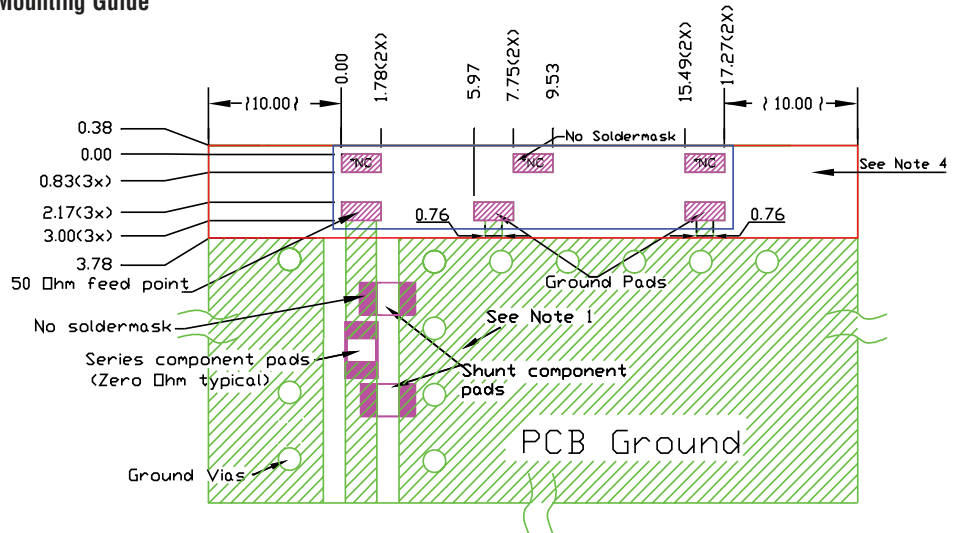 Mounting Guide
0.00
1.78(2X)
5.97
7.75(2X)
9.53
15.49(2X)
17.27(2X)
10.00
10.00
0.38
0.00
0.83(3x)
2.17(3x)
3.00(3x)
3.78
NC
NC
NC
No Soldermask
See Note 4
0.76
0.76
50 Ohm feed point
Ground Pads
No soldermask
See Note 1
Series component pads
(Zero Ohm typical)
Shunt component
pads
PCB Ground
Ground Vias